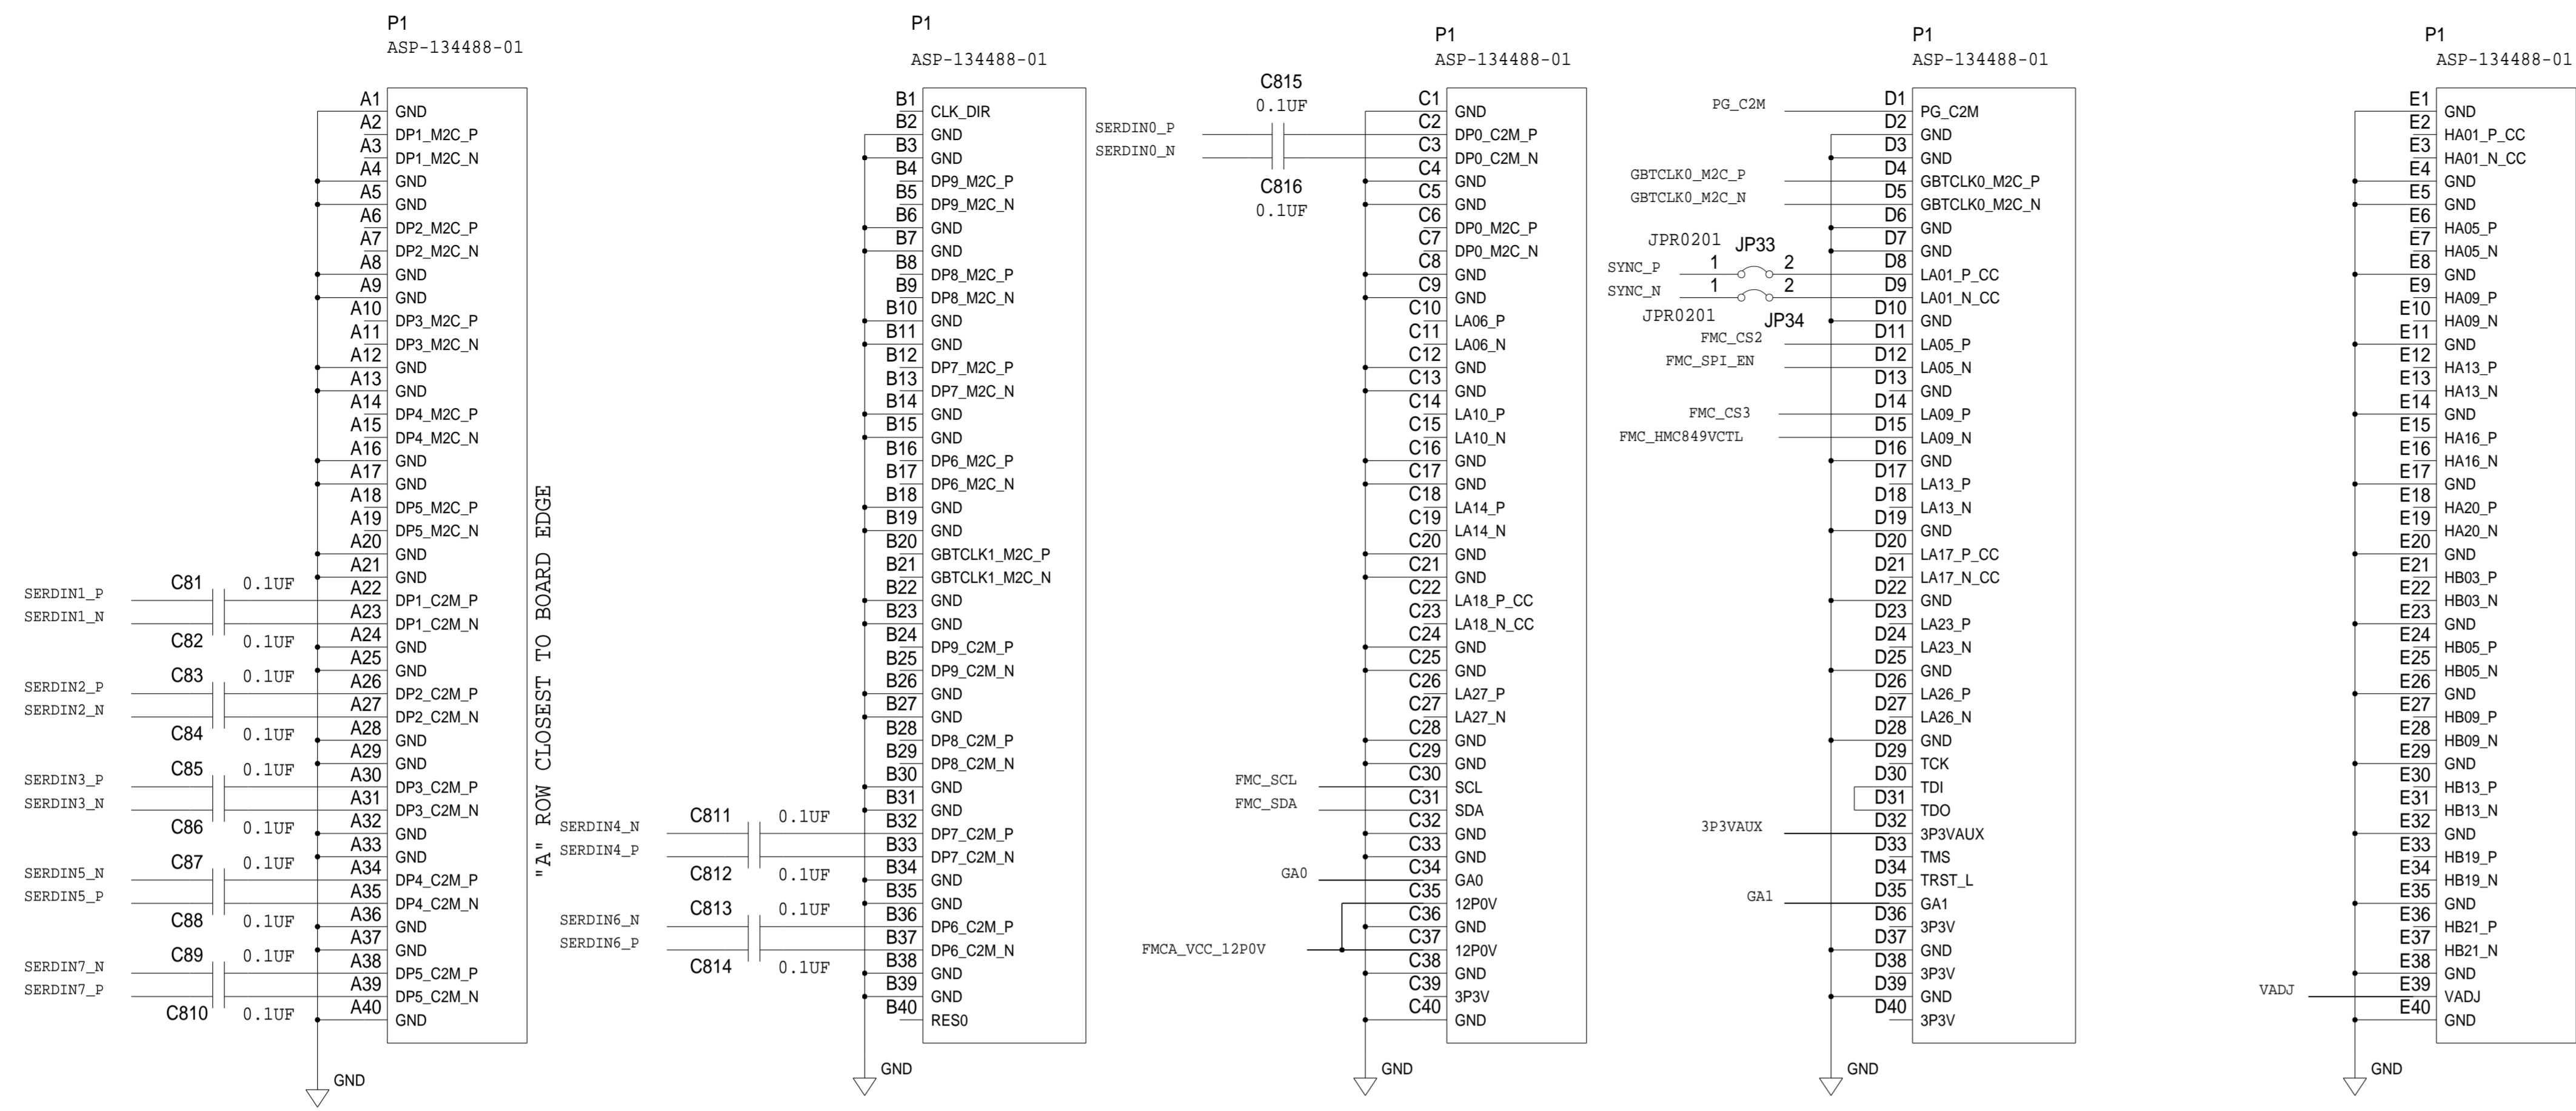 P1
ASP-134488-01
A1 GND
A2 DP1_M2C_P
A3 DP1_M2C_N
A4 GND
A5 GND
A6 DP2_M2C_P
A7 DP2_M2C_N
A8 GND
A9 GND
A10 DP3_M2C_P
A11 DP3_M2C_N
A12 GND
A13 GND
A14 DP4_M2C_P
A15 DP4_M2C_N
A16 GND
A17 GND
A18 DP5_M2C_P
A19 DP5_M2C_N
A20 GND
A21 GND
C81 0.1UF
SERDIN1_P A22 DP1_C2M_P
SERDIN1_N A23 DP1_C2M_N
C82 0.1UF
A24 GND
A25 GND
C83 0.1UF
SERDIN2_P A26 DP2_C2M_P
SERDIN2_N A27 DP2_C2M_N
C84 0.1UF
A28 GND
A29 GND
C85 0.1UF
SERDIN3_P A30 DP3_C2M_P
SERDIN3_N A31 DP3_C2M_N
C86 0.1UF
A32 GND
A33 GND
C87 0.1UF
SERDIN5_N A34 DP4_C2M_P
SERDIN5_P A35 DP4_C2M_N
C88 0.1UF
A36 GND
A37 GND
C89 0.1UF
SERDIN7_N A38 DP5_C2M_P
SERDIN7_P A39 DP5_C2M_N
C810 0.1UF
A40 GND
GND
"A" ROW CLOSEST TO BOARD EDGE
P1
ASP-134488-01
B1 CLK_DIR
B2 GND
B3 GND
B4 DP9_M2C_P
B5 DP9_M2C_N
B6 GND
B7 GND
B8 DP8_M2C_P
B9 DP8_M2C_N
B10 GND
B11 GND
B12 DP7_M2C_P
B13 DP7_M2C_N
B14 GND
B15 GND
B16 DP6_M2C_P
B17 DP6_M2C_N
B18 GND
B19 GND
B20 GBTCLK1_M2C_P
B21 GBTCLK1_M2C_N
B22 GND
B23 GND
B24 DP9_C2M_P
B25 DP9_C2M_N
B26 GND
B27 GND
B28 DP8_C2M_P
B29 DP8_C2M_N
B30 GND
B31 GND
C811 0.1UF
SERDIN4_N B32 DP7_C2M_P
SERDIN4_P B33 DP7_C2M_N
C812 0.1UF
B34 GND
B35 GND
C813 0.1UF
SERDIN6_N B36 DP6_C2M_P
SERDIN6_P B37 DP6_C2M_N
C814 0.1UF
B38 GND
B39 GND
B40 RES0
GND
P1
ASP-134488-01
C815
0.1UF
C1 GND
SERDIN0_P C2 DP0_C2M_P
SERDIN0_N C3 DP0_C2M_N
C816
0.1UF
C4 GND
C5 GND
C6 DP0_M2C_P
C7 DP0_M2C_N
C8 GND
C9 GND
C10 LA06_P
C11 LA06_N
C12 GND
C13 GND
C14 LA10_P
C15 LA10_N
C16 GND
C17 GND
C18 LA14_P
C19 LA14_N
C20 GND
C21 GND
C22 LA18_P_CC
C23 LA18_N_CC
C24 GND
C25 GND
C26 LA27_P
C27 LA27_N
C28 GND
C29 GND
FMC_SCL C30 SCL
FMC_SDA C31 SDA
C32 GND
C33 GND
GA0 C34 GA0
C35 12P0V
C36 GND
FMCA_VCC_12P0V C37 12P0V
C38 GND
C39 3P3V
C40 GND
GND
P1
ASP-134488-01
PG_C2M D1 PG_C2M
D2 GND
D3 GND
GBTCLK0_M2C_P D4 GBTCLK0_M2C_P
GBTCLK0_M2C_N D5 GBTCLK0_M2C_N
D6 GND
D7 GND
JPR0201 JP33
SYNC_P 1 2 D8 LA01_P_CC
SYNC_N 1 2 D9 LA01_N_CC
JPR0201 JP34
D10 GND
FMC_CS2 D11 LA05_P
FMC_SPI_EN D12 LA05_N
D13 GND
FMC_CS3 D14 LA09_P
FMC_HMC849VCTL D15 LA09_N
D16 GND
D17 LA13_P
D18 LA13_N
D19 GND
D20 LA17_P_CC
D21 LA17_N_CC
D22 GND
D23 LA23_P
D24 LA23_N
D25 GND
D26 LA26_P
D27 LA26_N
D28 GND
D29 TCK
D30 TDI
D31 TDO
3P3VAUX D32 3P3VAUX
D33 TMS
D34 TRST_L
GA1 D35 GA1
D36 3P3V
D37 GND
D38 3P3V
D39 GND
D40 3P3V
GND
P1
ASP-134488-01
E1 GND
E2 HA01_P_CC
E3 HA01_N_CC
E4 GND
E5 GND
E6 HA05_P
E7 HA05_N
E8 GND
E9 HA09_P
E10 HA09_N
E11 GND
E12 HA13_P
E13 HA13_N
E14 GND
E15 HA16_P
E16 HA16_N
E17 GND
E18 HA20_P
E19 HA20_N
E20 GND
E21 HB03_P
E22 HB03_N
E23 GND
E24 HB05_P
E25 HB05_N
E26 GND
E27 HB09_P
E28 HB09_N
E29 GND
E30 HB13_P
E31 HB13_N
E32 GND
E33 HB19_P
E34 HB19_N
E35 GND
E36 HB21_P
E37 HB21_N
E38 GND
VADJ E39 VADJ
E40 GND
GND